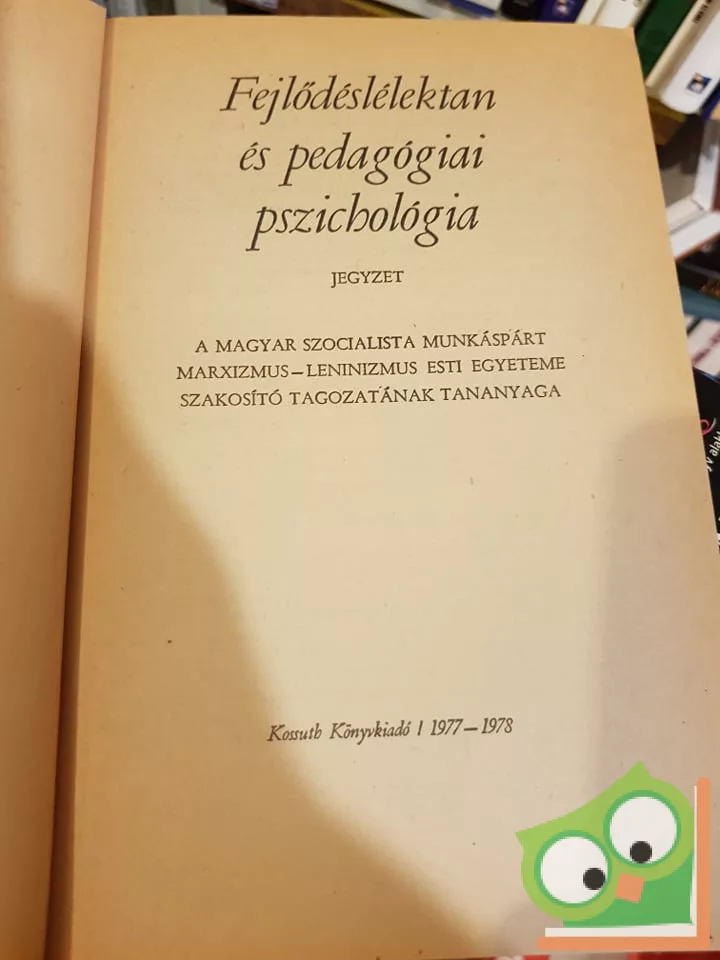 Fejlődéslélektan
és pedagógiai
pszichológia
JEGYZET
A MAGYAR SZOCIALISTA MUNKÁSPÁRT
MARXIZMUS–LENINIZMUS ESTI EGYETEME
SZAKOSÍTÓ TAGOZATÁNAK TANANYAGA
Kossuth Könyvkiadó / 1977–1978